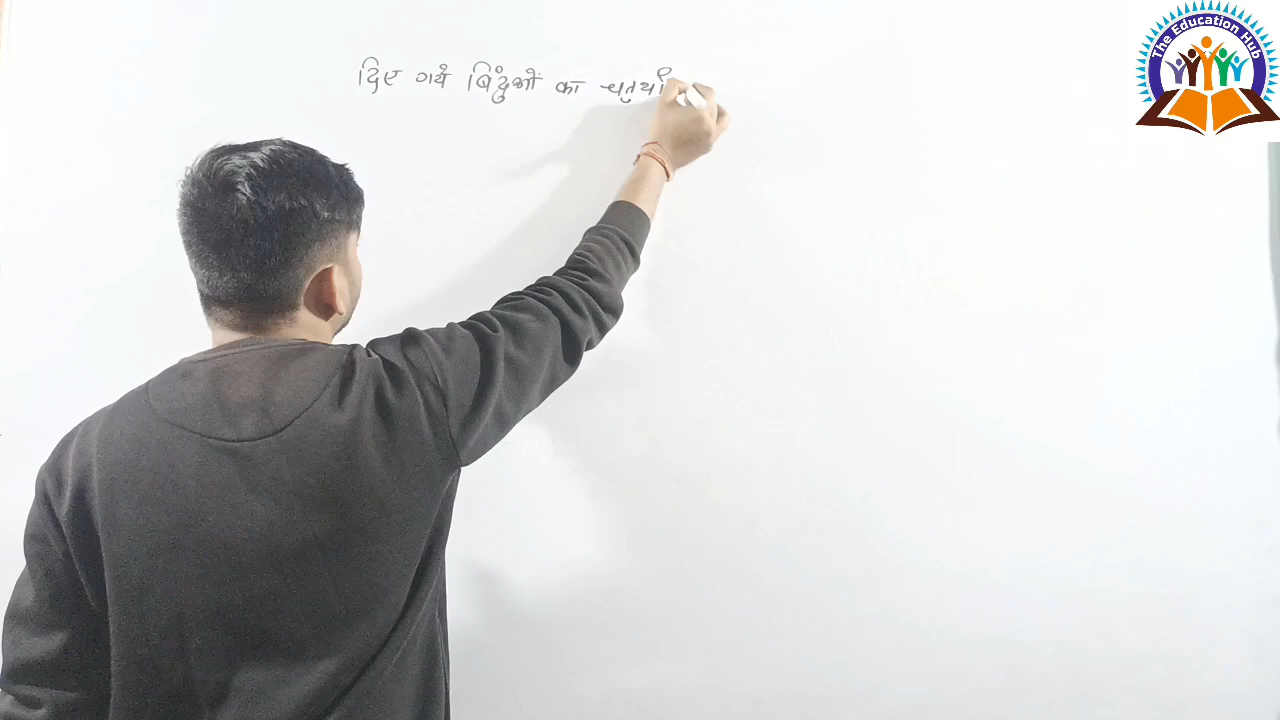 The Education Hub
दिए गये बिंदुओं का चतुर्थां